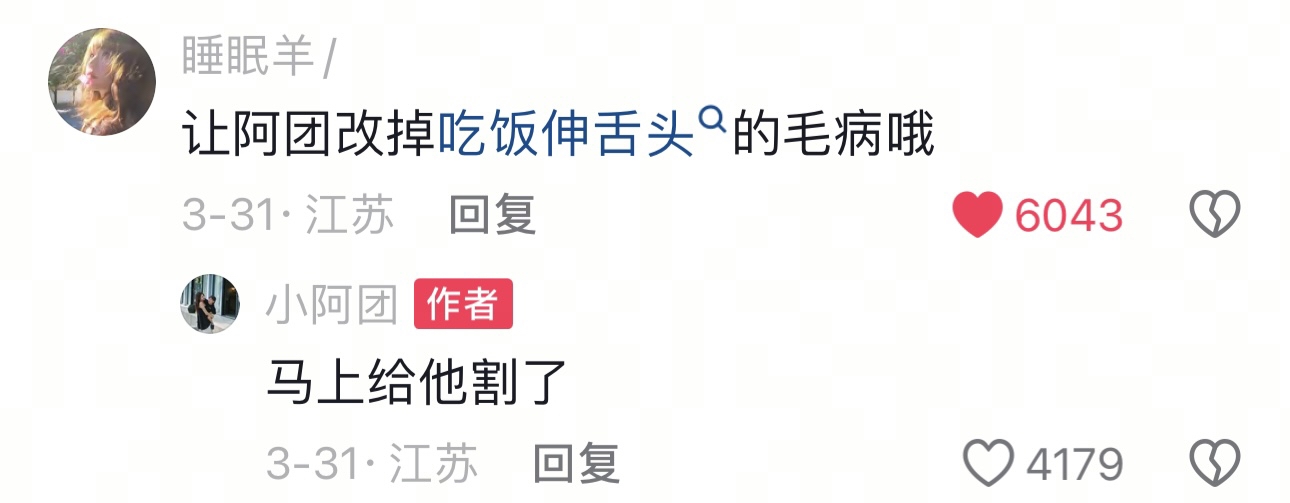 睡眠羊/
让阿团改掉吃饭伸舌头的毛病哦
3-31· 江苏 回复 6043
小阿团 作者
马上给他割了
3-31· 江苏 回复 4179